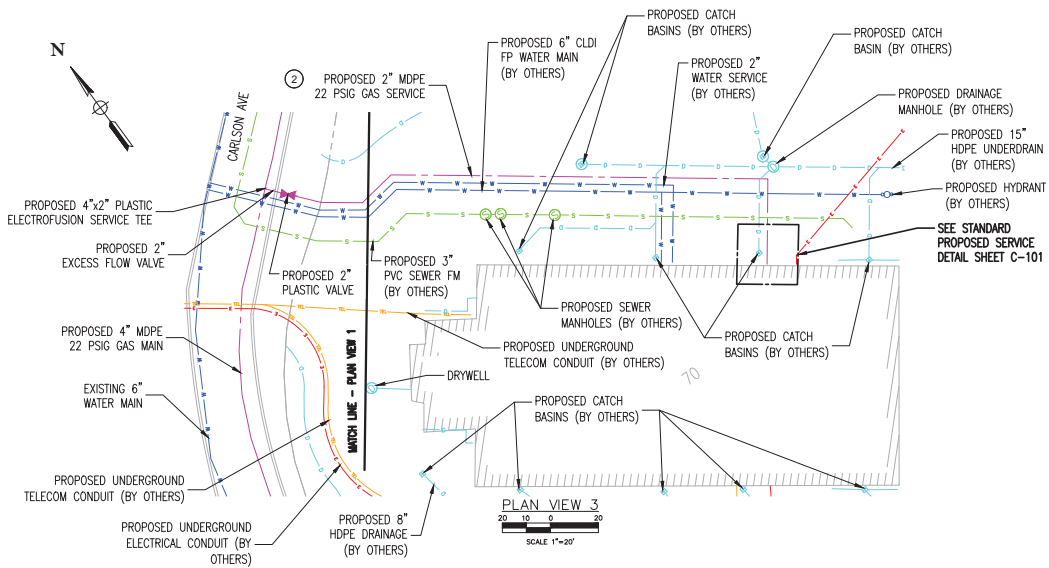 N
2
CARLSON AVE
PROPOSED 2" MDPE
22 PSIG GAS SERVICE
PROPOSED 6" CLDI
FP WATER MAIN
(BY OTHERS)
PROPOSED CATCH
BASINS (BY OTHERS)
PROPOSED 2"
WATER SERVICE
(BY OTHERS)
PROPOSED CATCH
BASIN (BY OTHERS)
PROPOSED DRAINAGE
MANHOLE (BY OTHERS)
PROPOSED 15"
HDPE UNDERDRAIN
(BY OTHERS)
PROPOSED HYDRANT
(BY OTHERS)
SEE STANDARD
PROPOSED SERVICE
DETAIL SHEET C-101
PROPOSED 4"x2" PLASTIC
ELECTROFUSION SERVICE TEE
PROPOSED 2"
EXCESS FLOW VALVE
PROPOSED 2"
PLASTIC VALVE
PROPOSED 3"
PVC SEWER FM
(BY OTHERS)
PROPOSED SEWER
MANHOLES (BY OTHERS)
PROPOSED CATCH
BASINS (BY OTHERS)
PROPOSED 4" MDPE
22 PSIG GAS MAIN
PROPOSED UNDERGROUND
TELECOM CONDUIT (BY OTHERS)
MATCH LINE - PLAN VIEW 1
DRYWELL
70
EXISTING 6"
WATER MAIN
PROPOSED CATCH
BASINS (BY OTHERS)
PROPOSED UNDERGROUND
TELECOM CONDUIT (BY OTHERS)
PROPOSED UNDERGROUND
ELECTRICAL CONDUIT (BY
OTHERS)
PROPOSED 8"
HDPE DRAINAGE
(BY OTHERS)
PLAN VIEW 3
20 10 0 20
SCALE 1"=20'